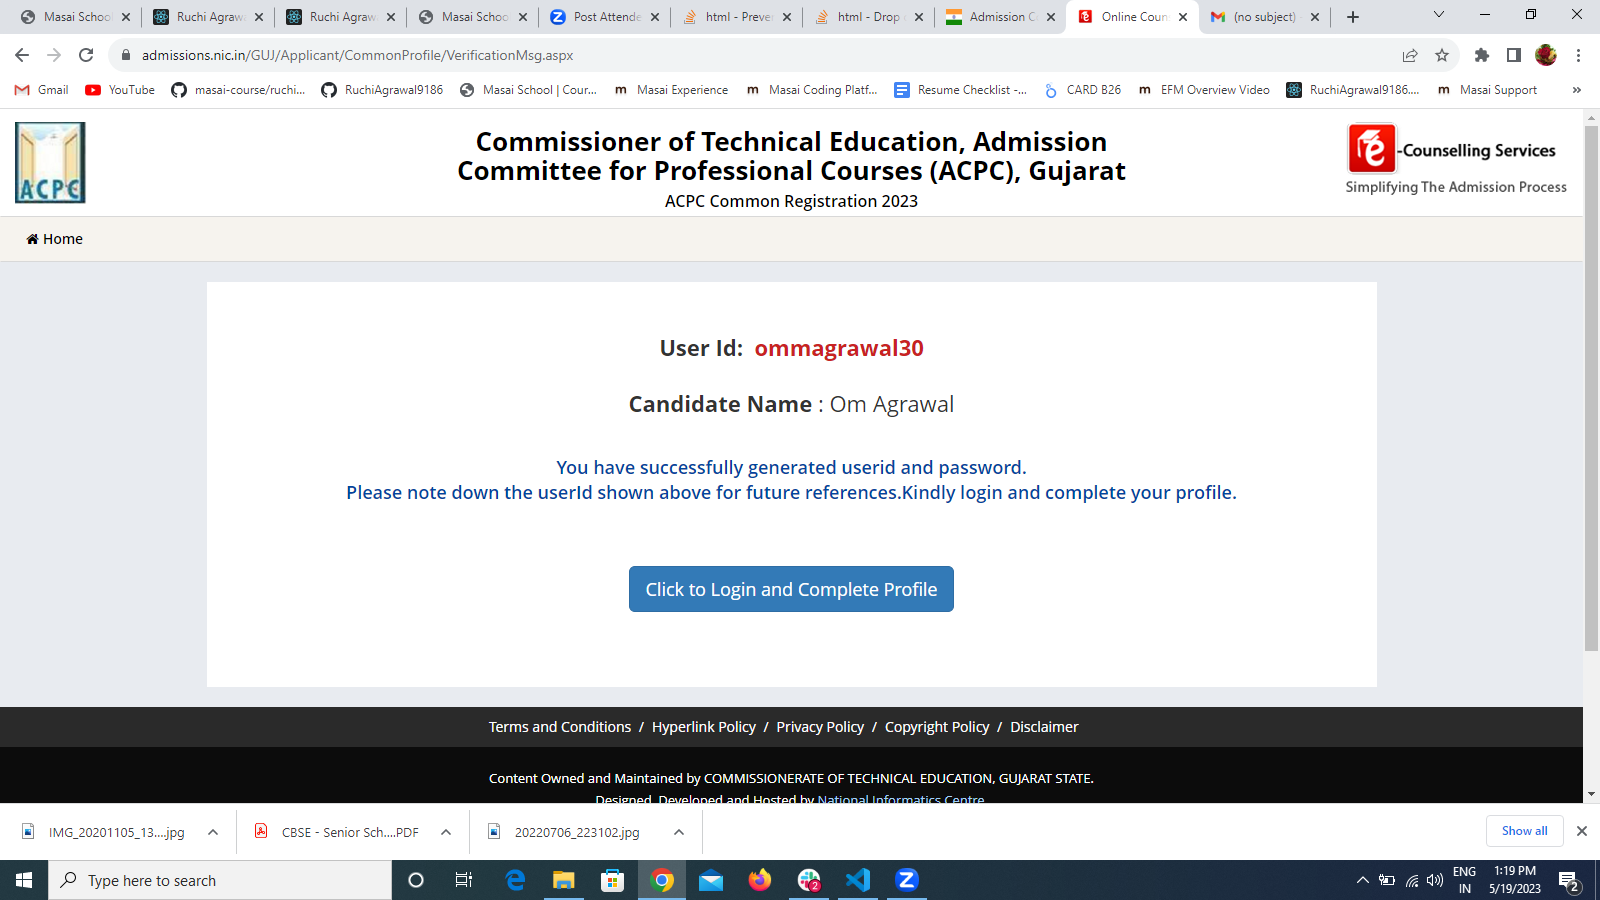 Masai School
Ruchi Agrawa
Ruchi Agraw
Masai Schoo
Post Attende
html - Preven
html - Drop
Admission C
Online Coun
(no subject)
admissions.nic.in/GUJ/Applicant/CommonProfile/VerificationMsg.aspx
Gmail
YouTube
masai-course/ruchi...
RuchiAgrawal9186
Masai School | Cour...
Masai Experience
Masai Coding Platf...
Resume Checklist -...
CARD B26
EFM Overview Video
RuchiAgrawal9186....
Masai Support
»
ACPC
Commissioner of Technical Education, Admission
Committee for Professional Courses (ACPC), Gujarat
ACPC Common Registration 2023
e-Counselling Services
Simplifying The Admission Process
Home
User Id: ommagrawal30
Candidate Name : Om Agrawal
You have successfully generated userid and password.
Please note down the userId shown above for future references.Kindly login and complete your profile.
Click to Login and Complete Profile
Terms and Conditions / Hyperlink Policy / Privacy Policy / Copyright Policy / Disclaimer
Content Owned and Maintained by COMMISSIONERATE OF TECHNICAL EDUCATION, GUJARAT STATE.
Designed, Developed and Hosted by National Informatics Centre
IMG_20201105_13....jpg
CBSE - Senior Sch....PDF
20220706_223102.jpg
Show all
Type here to search
2
ENG
IN
1:19 PM
5/19/2023
2